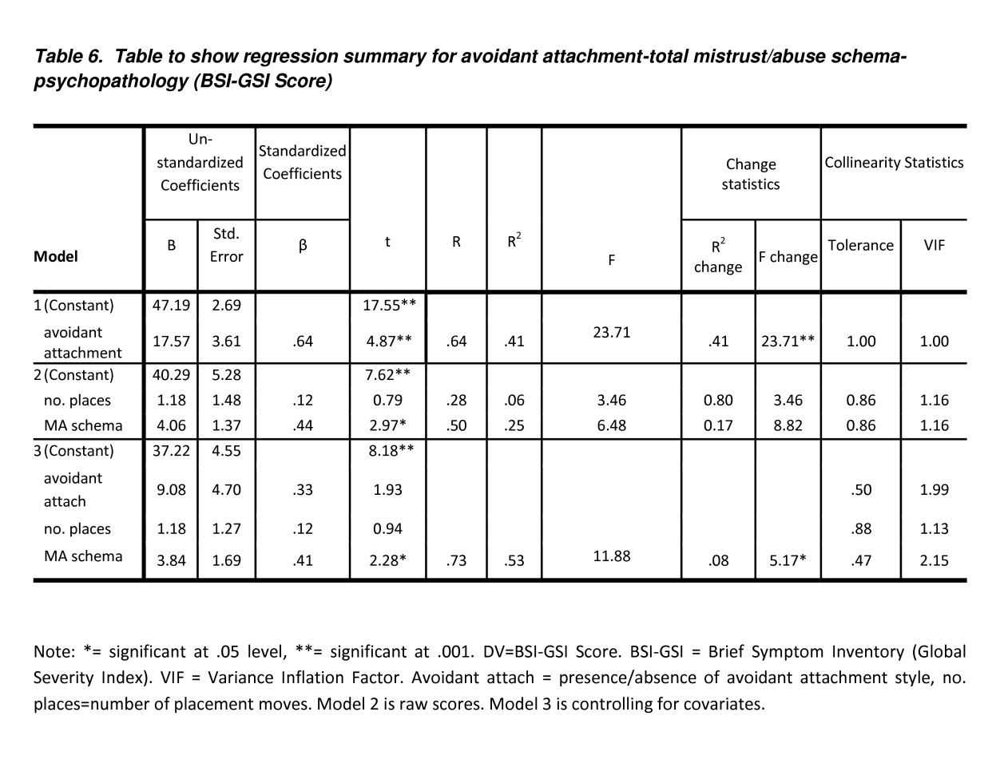 Table 6.  Table to show regression summary for avoidant attachment-total mistrust/abuse schema-
psychopathology (BSI-GSI Score)
Model
Un-
standardized
Coefficients
Standardized
Coefficients
t
R
R²
F
Change
statistics
Collinearity Statistics
B
Std.
Error
β
R²
change
F change
Tolerance
VIF
1 (Constant) 47.19 2.69 17.55**
avoidant
attachment 17.57 3.61 .64 4.87** .64 .41 23.71 .41 23.71** 1.00 1.00
2 (Constant) 40.29 5.28 7.62**
no. places 1.18 1.48 .12 0.79 .28 .06 3.46 0.80 3.46 0.86 1.16
MA schema 4.06 1.37 .44 2.97* .50 .25 6.48 0.17 8.82 0.86 1.16
3 (Constant) 37.22 4.55 8.18**
avoidant
attach 9.08 4.70 .33 1.93 .50 1.99
no. places 1.18 1.27 .12 0.94 .88 1.13
MA schema 3.84 1.69 .41 2.28* .73 .53 11.88 .08 5.17* .47 2.15
Note: *= significant at .05 level, **= significant at .001. DV=BSI-GSI Score. BSI-GSI = Brief Symptom Inventory (Global
Severity Index). VIF = Variance Inflation Factor. Avoidant attach = presence/absence of avoidant attachment style, no.
places=number of placement moves. Model 2 is raw scores. Model 3 is controlling for covariates.